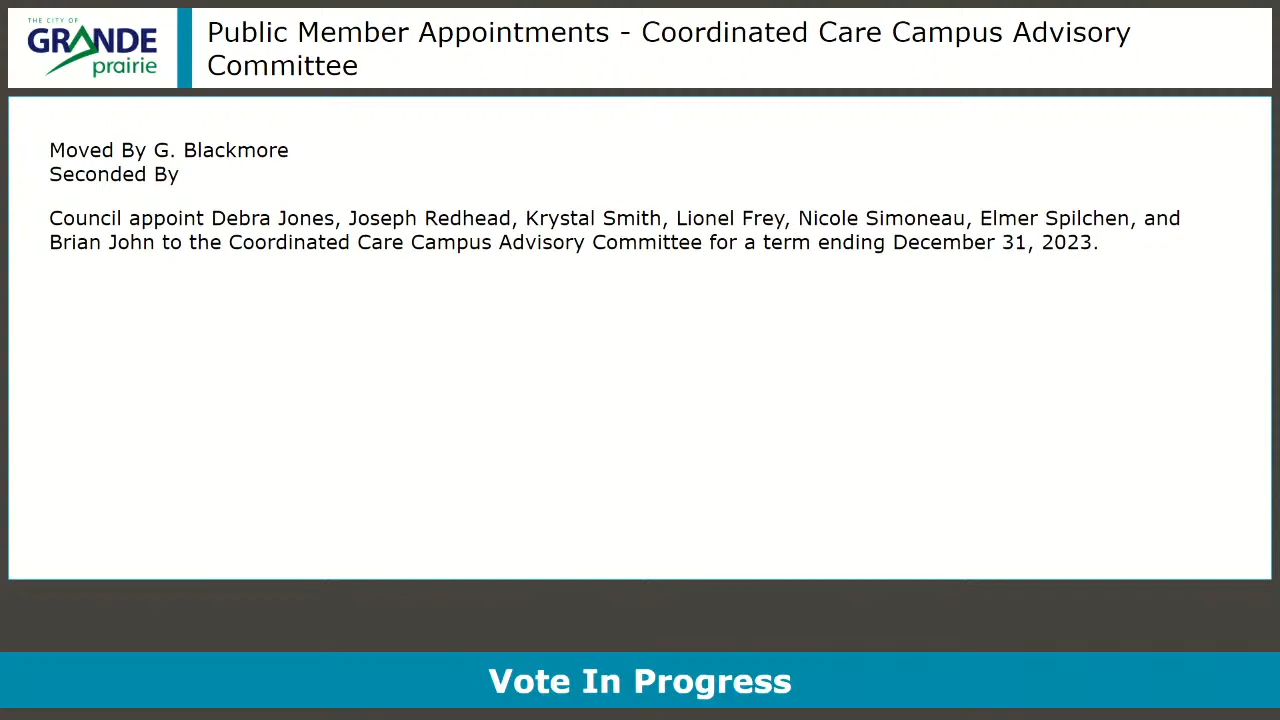 THE CITY OF
GRANDE
prairie
Public Member Appointments - Coordinated Care Campus Advisory
Committee
Moved By G. Blackmore
Seconded By
Council appoint Debra Jones, Joseph Redhead, Krystal Smith, Lionel Frey, Nicole Simoneau, Elmer Spilchen, and
Brian John to the Coordinated Care Campus Advisory Committee for a term ending December 31, 2023.
Vote In Progress